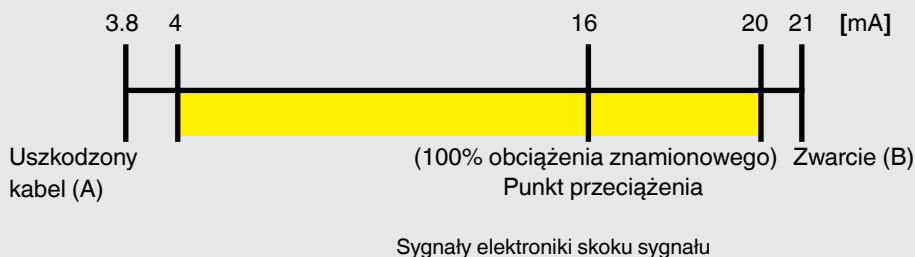 3.8 4 16 20 21 [mA]
Uszkodzony
kabel (A)
(100% obciążenia znamionowego)
Punkt przeciążenia
Zwarcie (B)
Sygnały elektroniki skoku sygnału